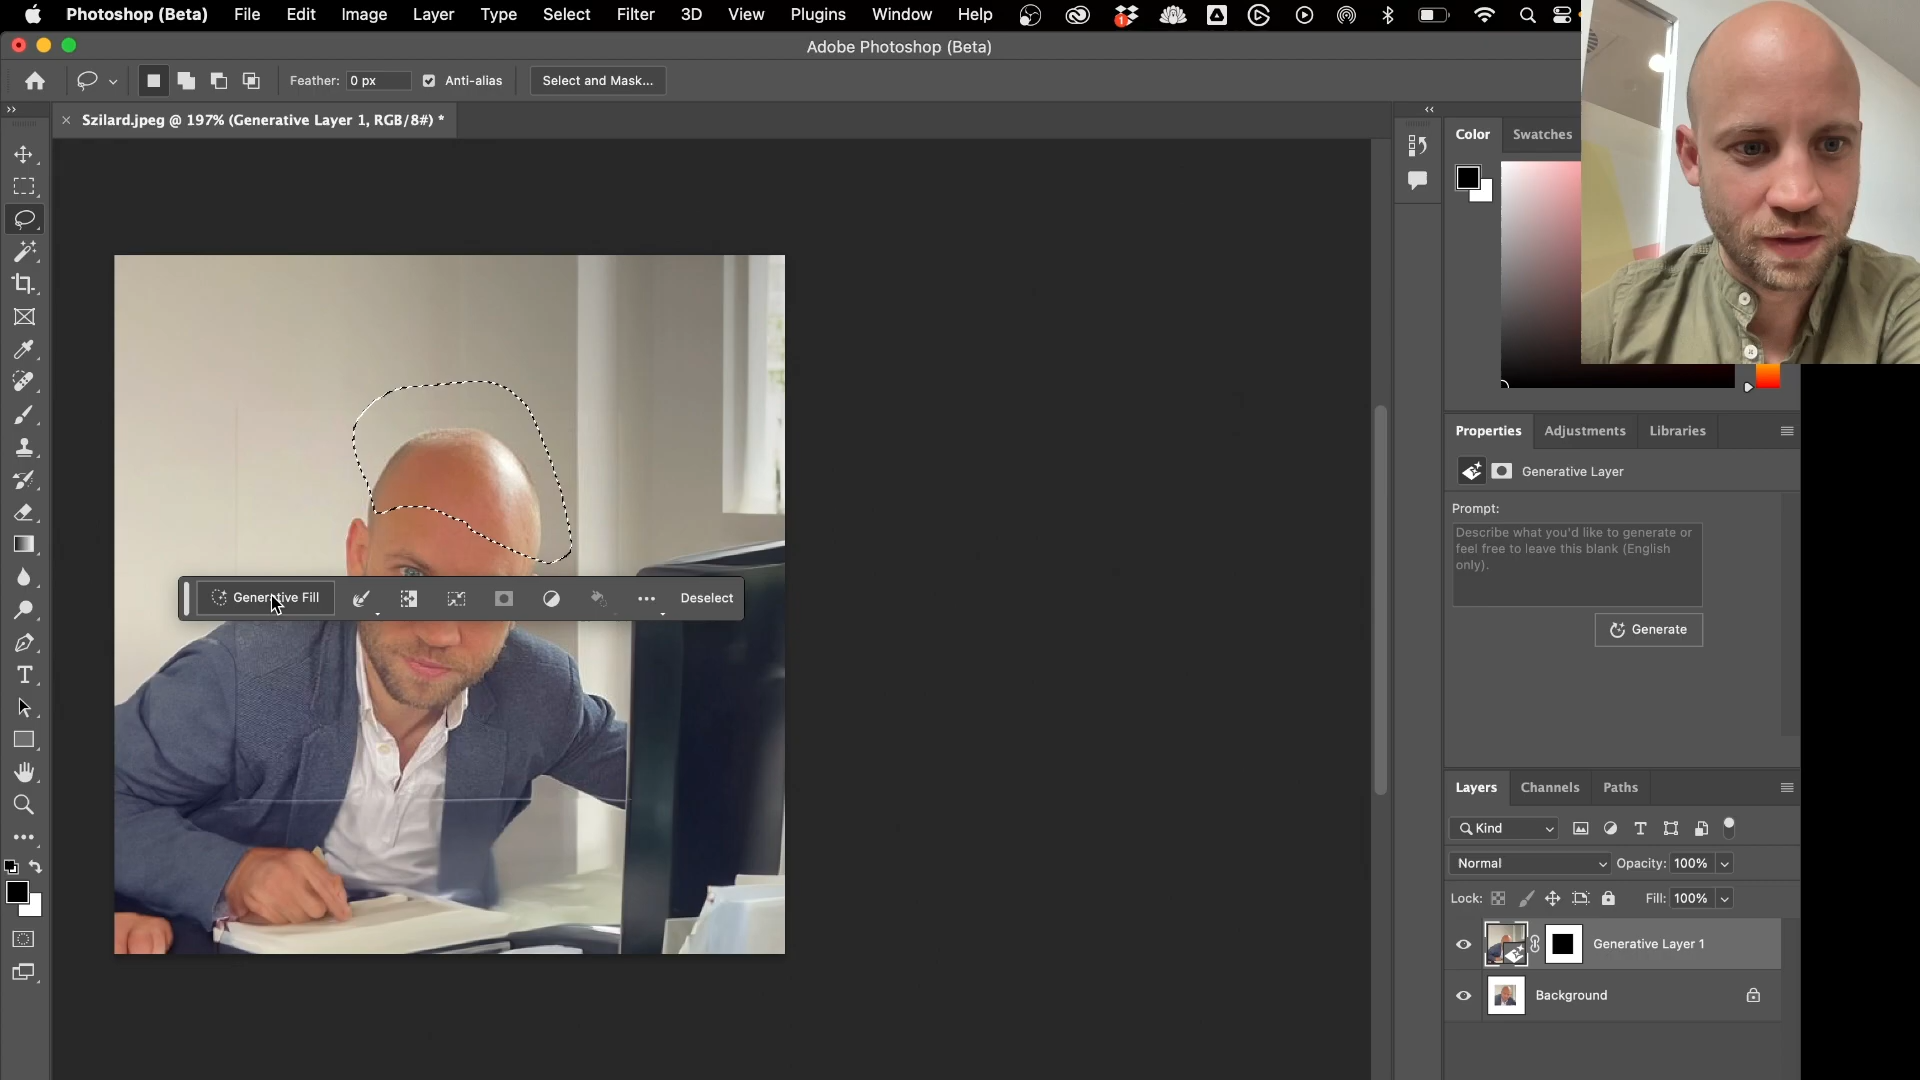 Photoshop (Beta) File Edit Image Layer Type Select Filter 3D View Plugins Window Help
1
Adobe Photoshop (Beta)
Feather: 0 px Anti-alias Select and Mask...
Szilard.jpeg @ 197% (Generative Layer 1, RGB/8#) *
Color Swatches
Properties Adjustments Libraries
Generative Layer
Prompt:
Describe what you'd like to generate or
feel free to leave this blank (English
only).
Generate
Generative Fill Deselect
Layers Channels Paths
Kind
Normal Opacity: 100%
Lock: Fill: 100%
Generative Layer 1
Background